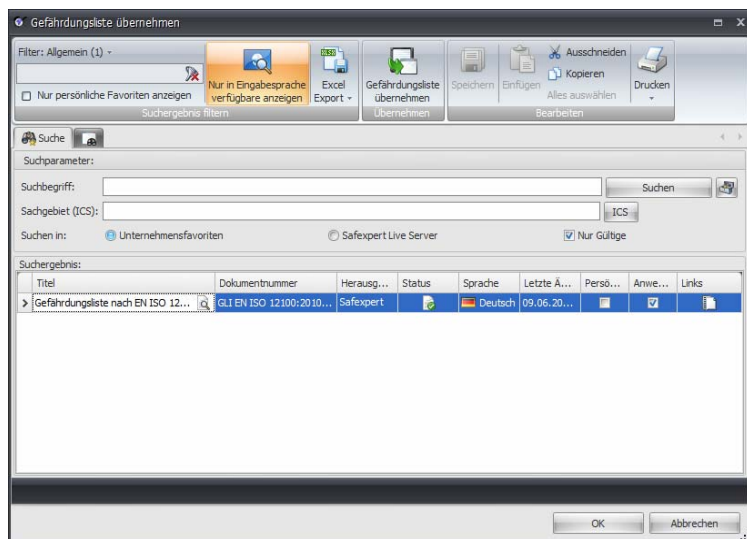 Gefährdungsliste übernehmen
Filter: Allgemein (1)
Nur persönliche Favoriten anzeigen
Nur in Eingabesprache verfügbare anzeigen
Excel Export
Suchergebnis filtern
Gefährdungsliste übernehmen
Übernehmen
Speichern
Einfügen
Ausschneiden
Kopieren
Alles auswählen
Drucken
Bearbeiten
Suche
Suchparameter:
Suchbegriff:
Suchen
Sachgebiet (ICS):
ICS
Suchen in:
Unternehmensfavoriten
Safexpert Live Server
Nur Gültige
Suchergebnis:
Titel Dokumentnummer Herausg... Status Sprache Letzte Ä... Persö... Anwe... Links
Gefährdungsliste nach EN ISO 12... GLI EN ISO 12100:2010... Safexpert Deutsch 09.06.20...
OK Abbrechen